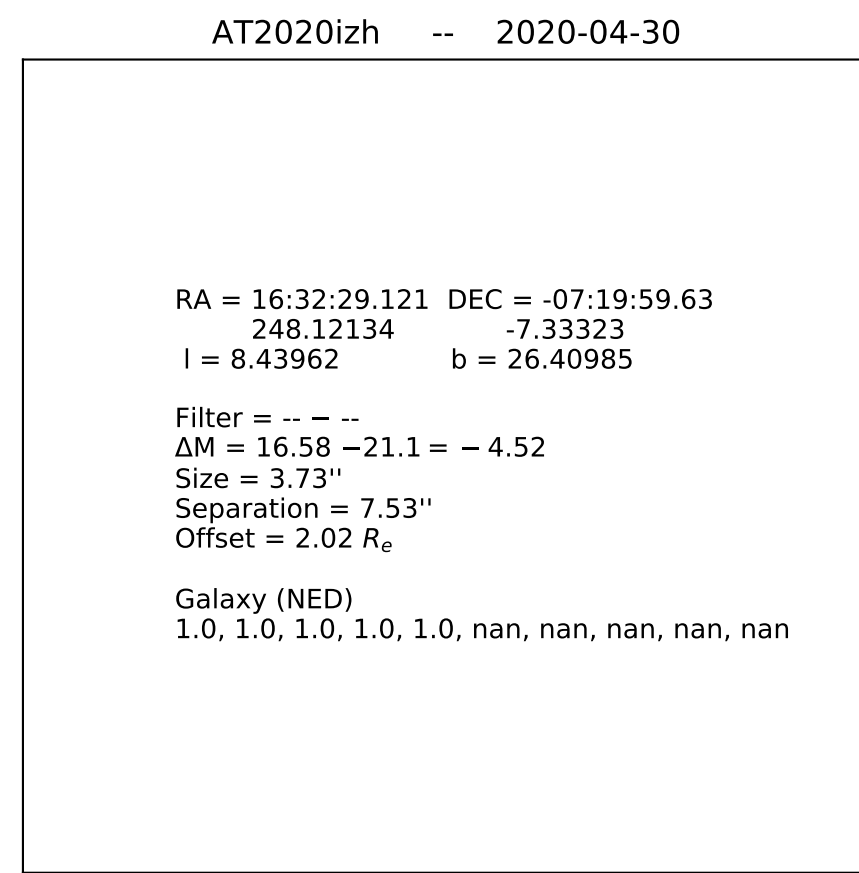 AT2020izh -- 2020-04-30
RA = 16:32:29.121 DEC = -07:19:59.63
248.12134 -7.33323
l = 8.43962 b = 26.40985
Filter = -- − --
ΔM = 16.58 −21.1 = − 4.52
Size = 3.73''
Separation = 7.53''
Offset = 2.02 Re
Galaxy (NED)
1.0, 1.0, 1.0, 1.0, 1.0, nan, nan, nan, nan, nan